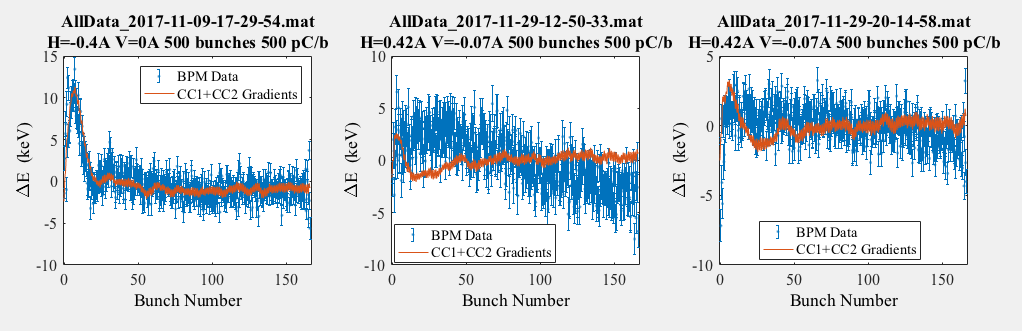 AllData_2017-11-09-17-29-54.mat
H=-0.4A V=0A 500 bunches 500 pC/b
15
10
5
0
-5
-10
ΔE (keV)
BPM Data
CC1+CC2 Gradients
0
50
100
150
Bunch Number
AllData_2017-11-29-12-50-33.mat
H=0.42A V=-0.07A 500 bunches 500 pC/b
10
5
0
-5
-10
ΔE (keV)
BPM Data
CC1+CC2 Gradients
0
50
100
150
Bunch Number
AllData_2017-11-29-20-14-58.mat
H=0.42A V=-0.07A 500 bunches 500 pC/b
5
0
-5
-10
ΔE (keV)
BPM Data
CC1+CC2 Gradients
0
50
100
150
Bunch Number